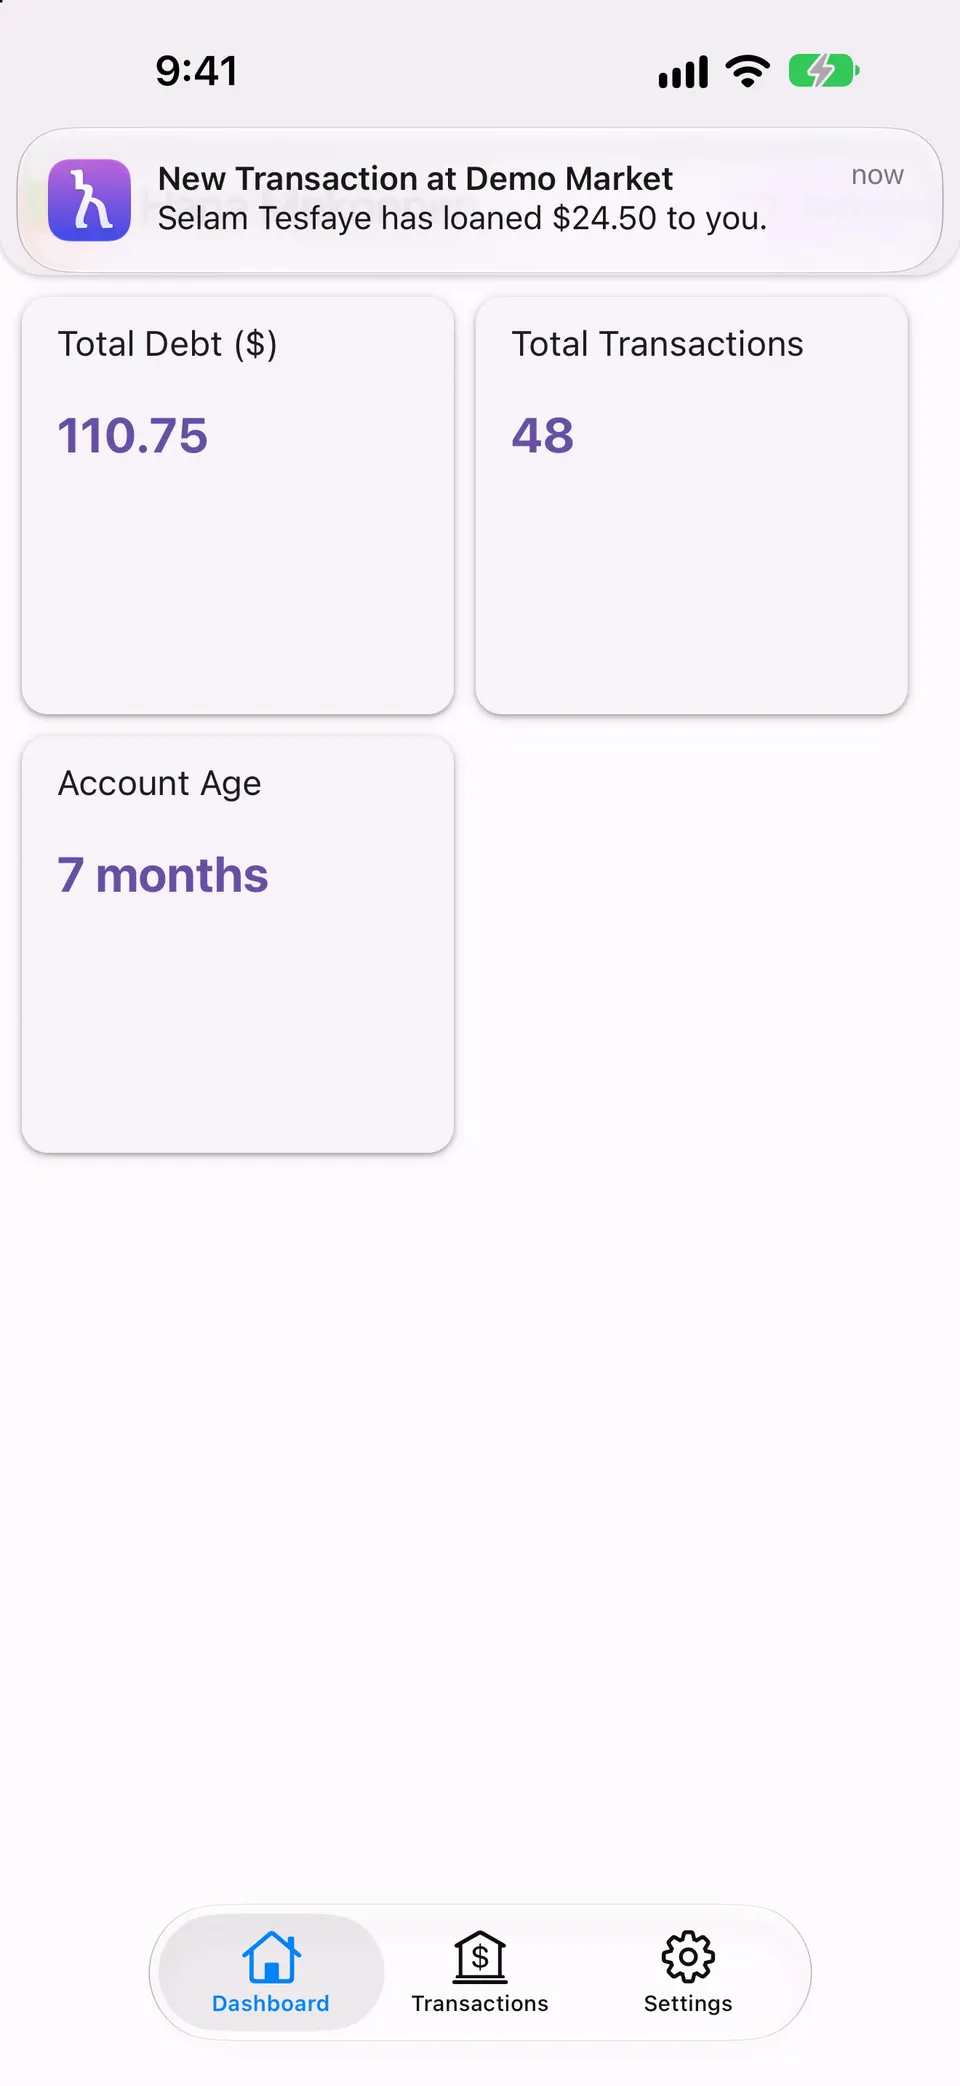 9:41
New Transaction at Demo Market
now
Selam Tesfaye has loaned $24.50 to you.
Total Debt ($)
Total Transactions
110.75
48
Account Age
7 months
$
Dashboard
Transactions
Settings